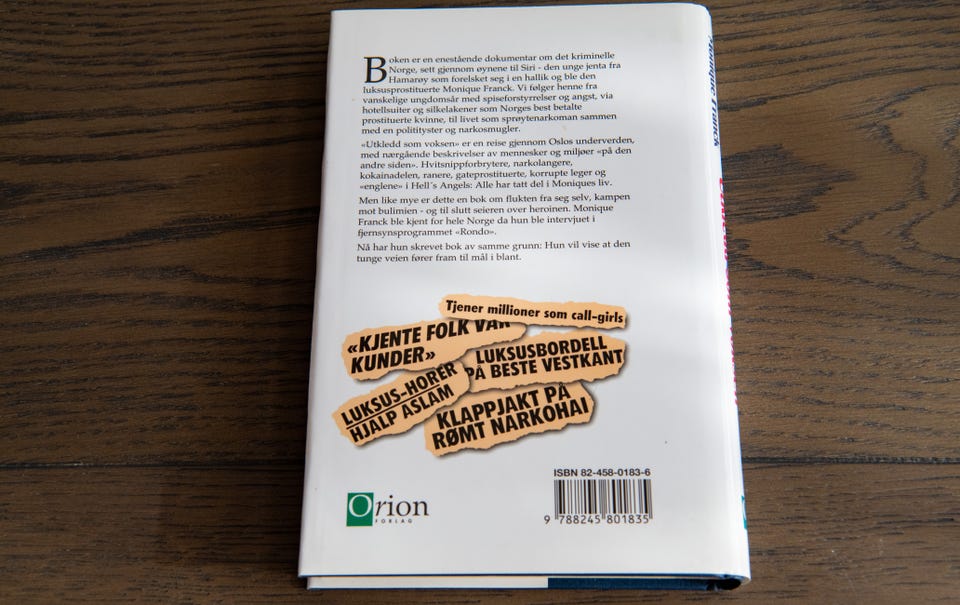 Boken er en enestående dokumentar om det kriminelle
Norge, sett gjennom øynene til Siri - den unge jenta fra
Hamarøy som forelsket seg i en hallik og ble den
luksusprostituerte Monique Franck. Vi følger henne fra
vanskelige ungdomsår med spiseforstyrrelser og angst, via
hotellsuiter og silkelakener som Norges best betalte
prostituerte kvinne, til livet som sprøytenarkoman sammen
med en politityster og narkosmugler.
«Utkledd som voksen» er en reise gjennom Oslos underverden,
med nærgående beskrivelser av mennesker og miljøer «på den
andre siden». Hvitsnippforbrytere, narkolangere,
kokainadelen, ranere, gateprostituerte, korrupte leger og
«englene» i Hell´s Angels: Alle har tatt del i Moniques liv.
Men like mye er dette en bok om flukten fra seg selv, kampen
mot bulimien - og til slutt seieren over heroinen. Monique
Franck ble kjent for hele Norge da hun ble intervjuet i
fjernsynsprogrammet «Rondo».
Nå har hun skrevet bok av samme grunn: Hun vil vise at den
tunge veien fører fram til mål i blant.
Tjener millioner som call-girls
«KJENTE FOLK VAR
KUNDER»
LUKSUSBORDELL
PÅ BESTE VESTKANT
LUKSUS-HORER
HJALP ASLAM
KLAPPJAKT PÅ
RØMT NARKOHAI
ISBN 82-458-0183-6
9 788245 801835
Orion
FORLAG
Monique Franck